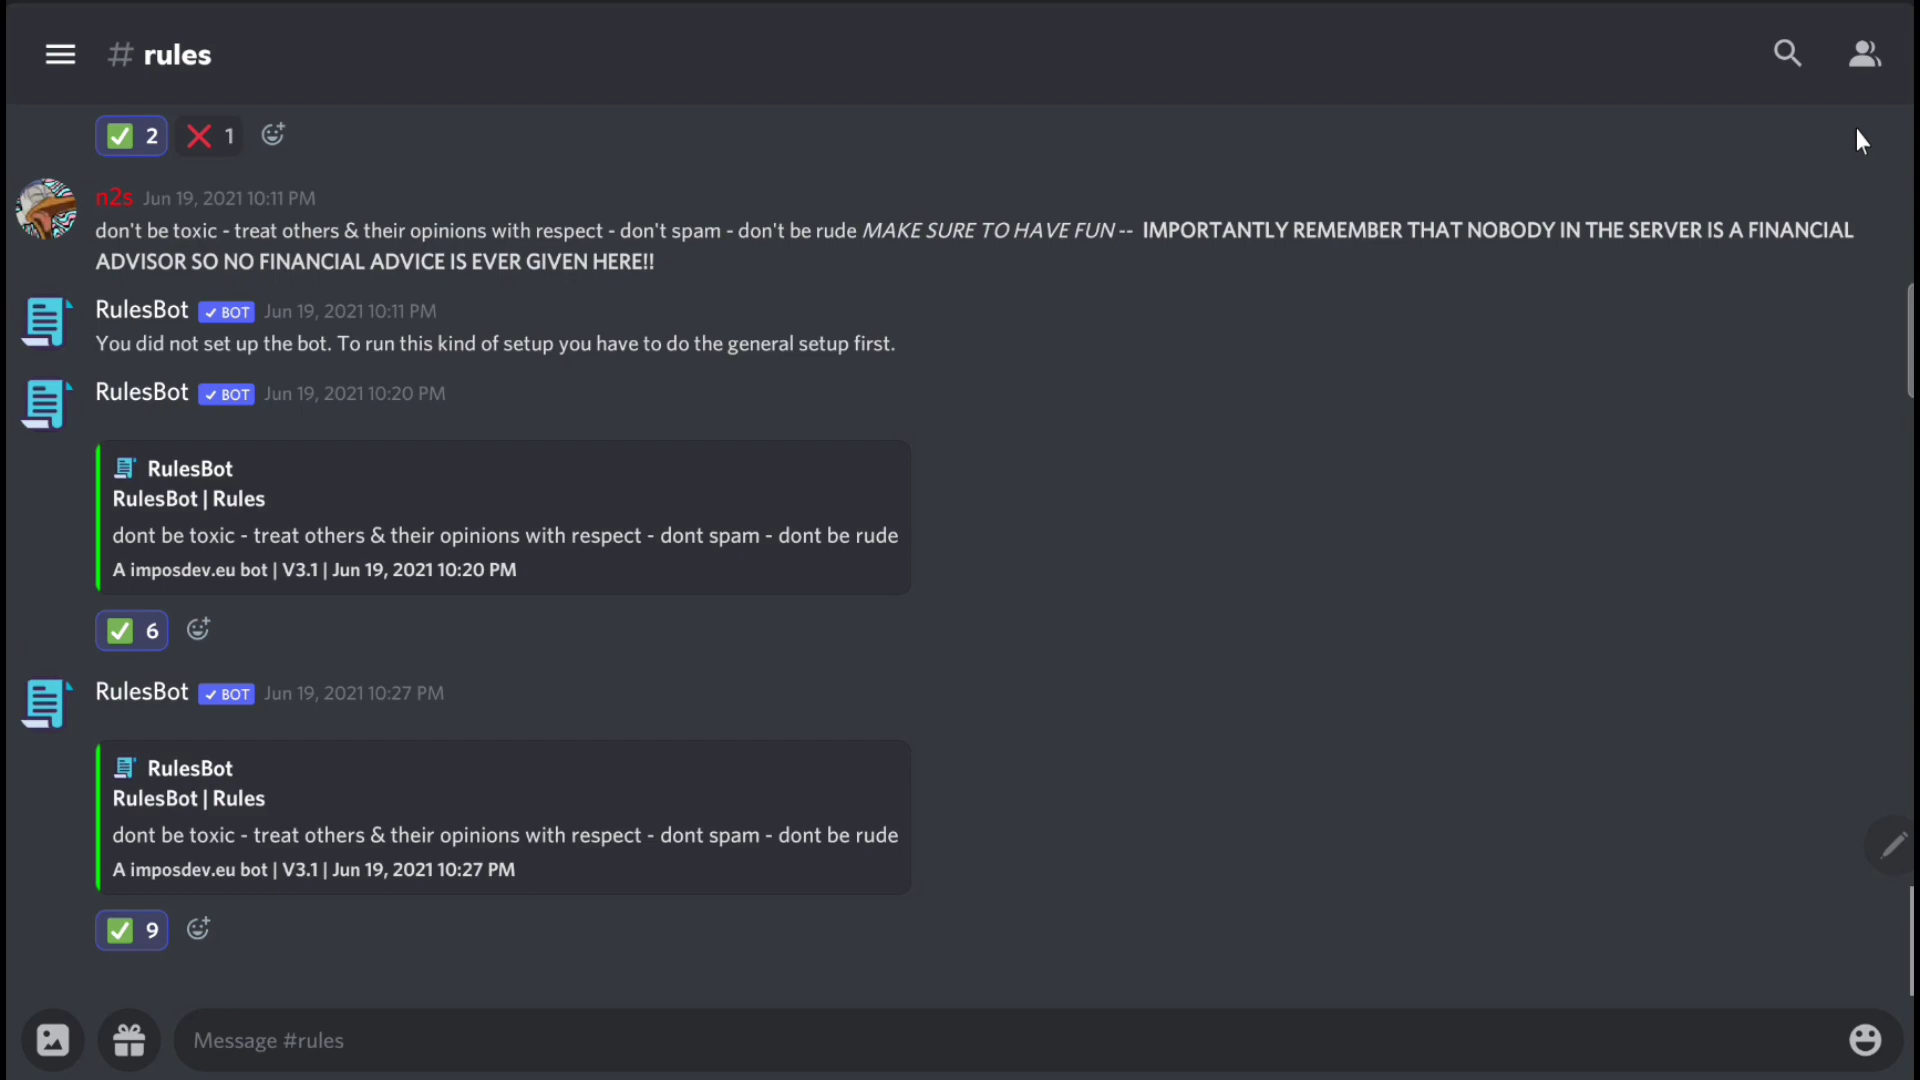 # rules
2 1
n2s Jun 19, 2021 10:11 PM
don't be toxic - treat others & their opinions with respect - don't spam - don't be rude MAKE SURE TO HAVE FUN -- IMPORTANTLY REMEMBER THAT NOBODY IN THE SERVER IS A FINANCIAL
ADVISOR SO NO FINANCIAL ADVICE IS EVER GIVEN HERE!!
RulesBot ✓ BOT Jun 19, 2021 10:11 PM
You did not set up the bot. To run this kind of setup you have to do the general setup first.
RulesBot ✓ BOT Jun 19, 2021 10:20 PM
RulesBot
RulesBot | Rules
dont be toxic - treat others & their opinions with respect - dont spam - dont be rude
A imposdev.eu bot | V3.1 | Jun 19, 2021 10:20 PM
6
RulesBot ✓ BOT Jun 19, 2021 10:27 PM
RulesBot
RulesBot | Rules
dont be toxic - treat others & their opinions with respect - dont spam - dont be rude
A imposdev.eu bot | V3.1 | Jun 19, 2021 10:27 PM
9
Message #rules